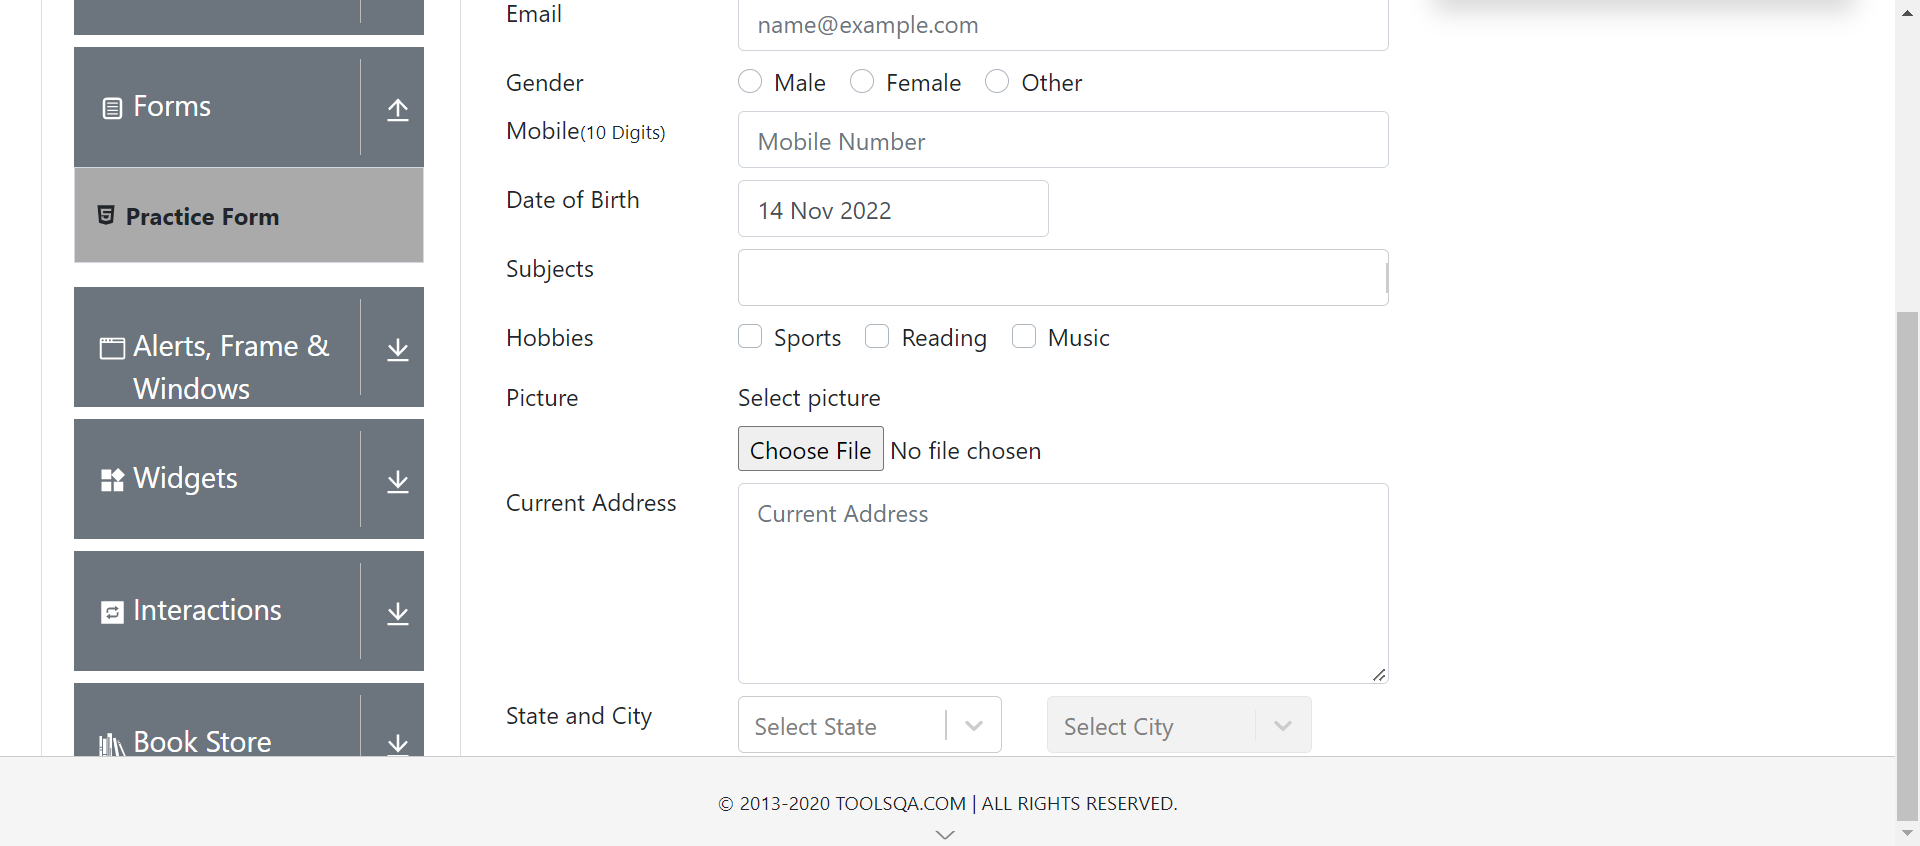 Forms
Practice Form
Alerts, Frame &
Windows
Widgets
Interactions
Book Store
Email
name@example.com
Gender
Male
Female
Other
Mobile(10 Digits)
Mobile Number
Date of Birth
14 Nov 2022
Subjects
Hobbies
Sports
Reading
Music
Picture
Select picture
Choose File No file chosen
Current Address
Current Address
State and City
Select State
Select City
© 2013-2020 TOOLSQA.COM | ALL RIGHTS RESERVED.